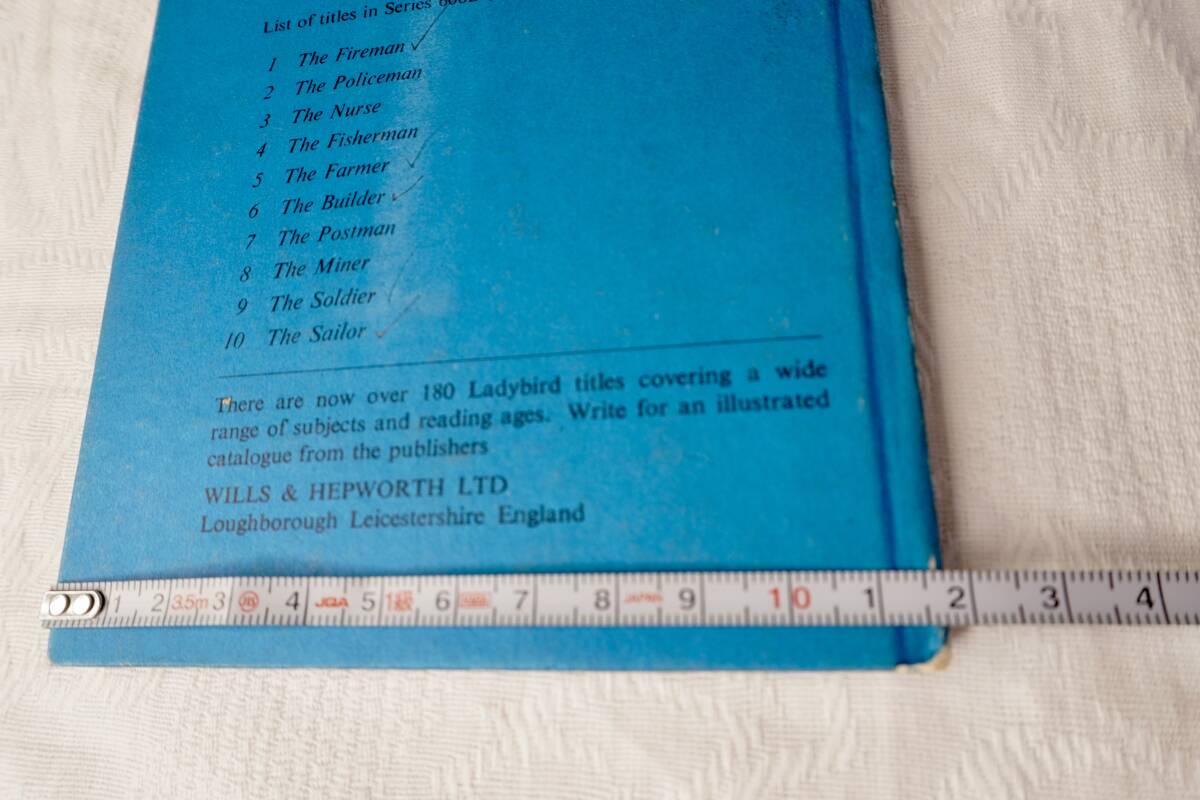 List of titles in Series
1 The Fireman
2 The Policeman
3 The Nurse
4 The Fisherman
5 The Farmer
6 The Builder
7 The Postman
8 The Miner
9 The Soldier
10 The Sailor
There are now over 180 Ladybird titles covering a wide
range of subjects and reading ages. Write for an illustrated
catalogue from the publishers
WILLS & HEPWORTH LTD
Loughborough Leicestershire England
1 2 3.5m 3 4 JQA 5 6 7 8 JAPAN 9 10 1 2 3 4